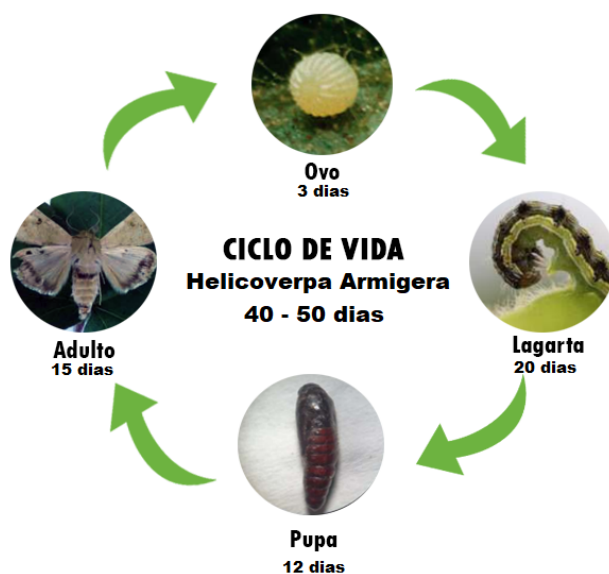 Ovo
3 dias
CICLO DE VIDA
Helicoverpa Armigera
40 - 50 dias
Lagarta
20 dias
Pupa
12 dias
Adulto
15 dias